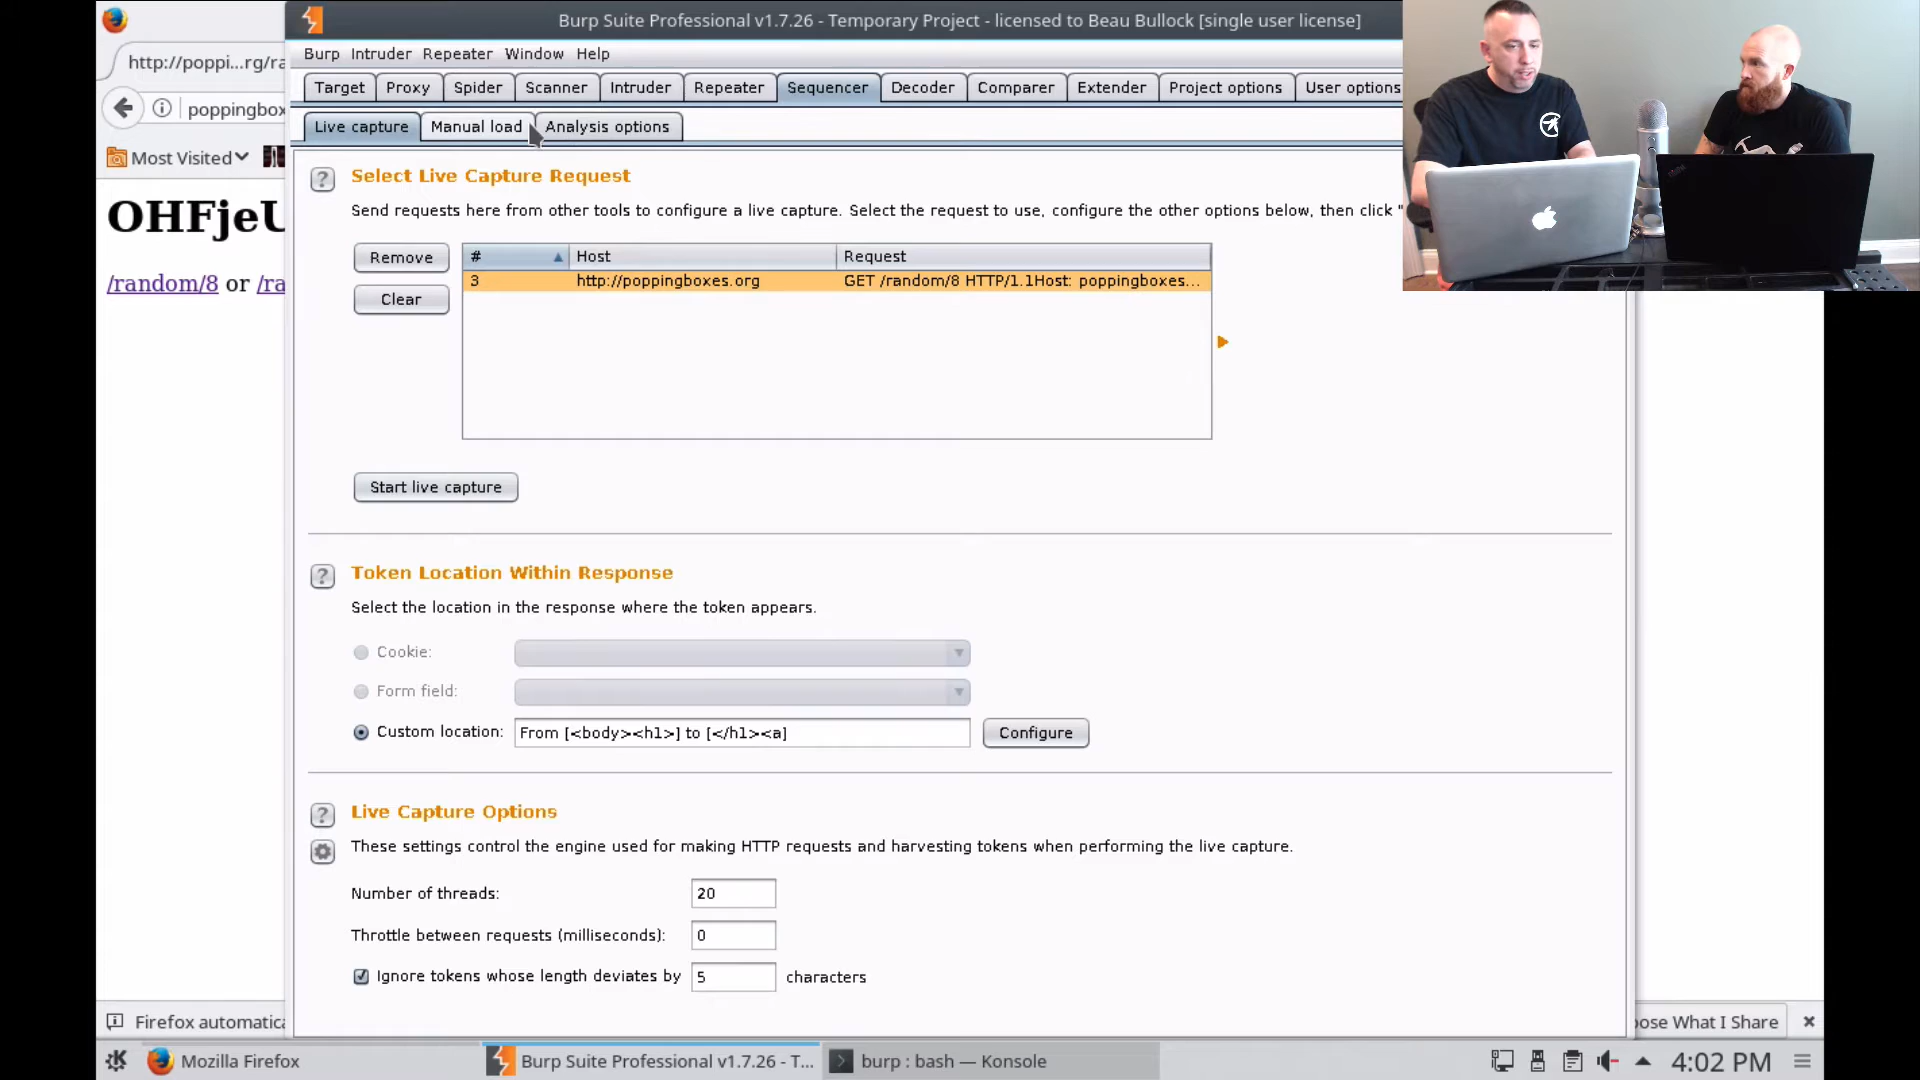 Burp Suite Professional v1.7.26 - Temporary Project - licensed to Beau Bullock [single user license]
Burp Intruder Repeater Window Help
http://poppi...rg/ra
Target Proxy Spider Scanner Intruder Repeater Sequencer Decoder Comparer Extender Project options User options
poppingbox
Live capture Manual load Analysis options
Most Visited
Select Live Capture Request
OHFjeU
Send requests here from other tools to configure a live capture. Select the request to use, configure the other options below, then click "
Remove
# Host Request
3 http://poppingboxes.org GET /random/8 HTTP/1.1Host: poppingboxes...
/random/8 or /ra
Clear
Start live capture
Token Location Within Response
Select the location in the response where the token appears.
Cookie:
Form field:
Custom location: From [<body><h1>] to [</h1><a] Configure
Live Capture Options
These settings control the engine used for making HTTP requests and harvesting tokens when performing the live capture.
Number of threads: 20
Throttle between requests (milliseconds): 0
Ignore tokens whose length deviates by 5 characters
Firefox automatica
ose What I Share
Mozilla Firefox
Burp Suite Professional v1.7.26 - T...
burp : bash — Konsole
4:02 PM